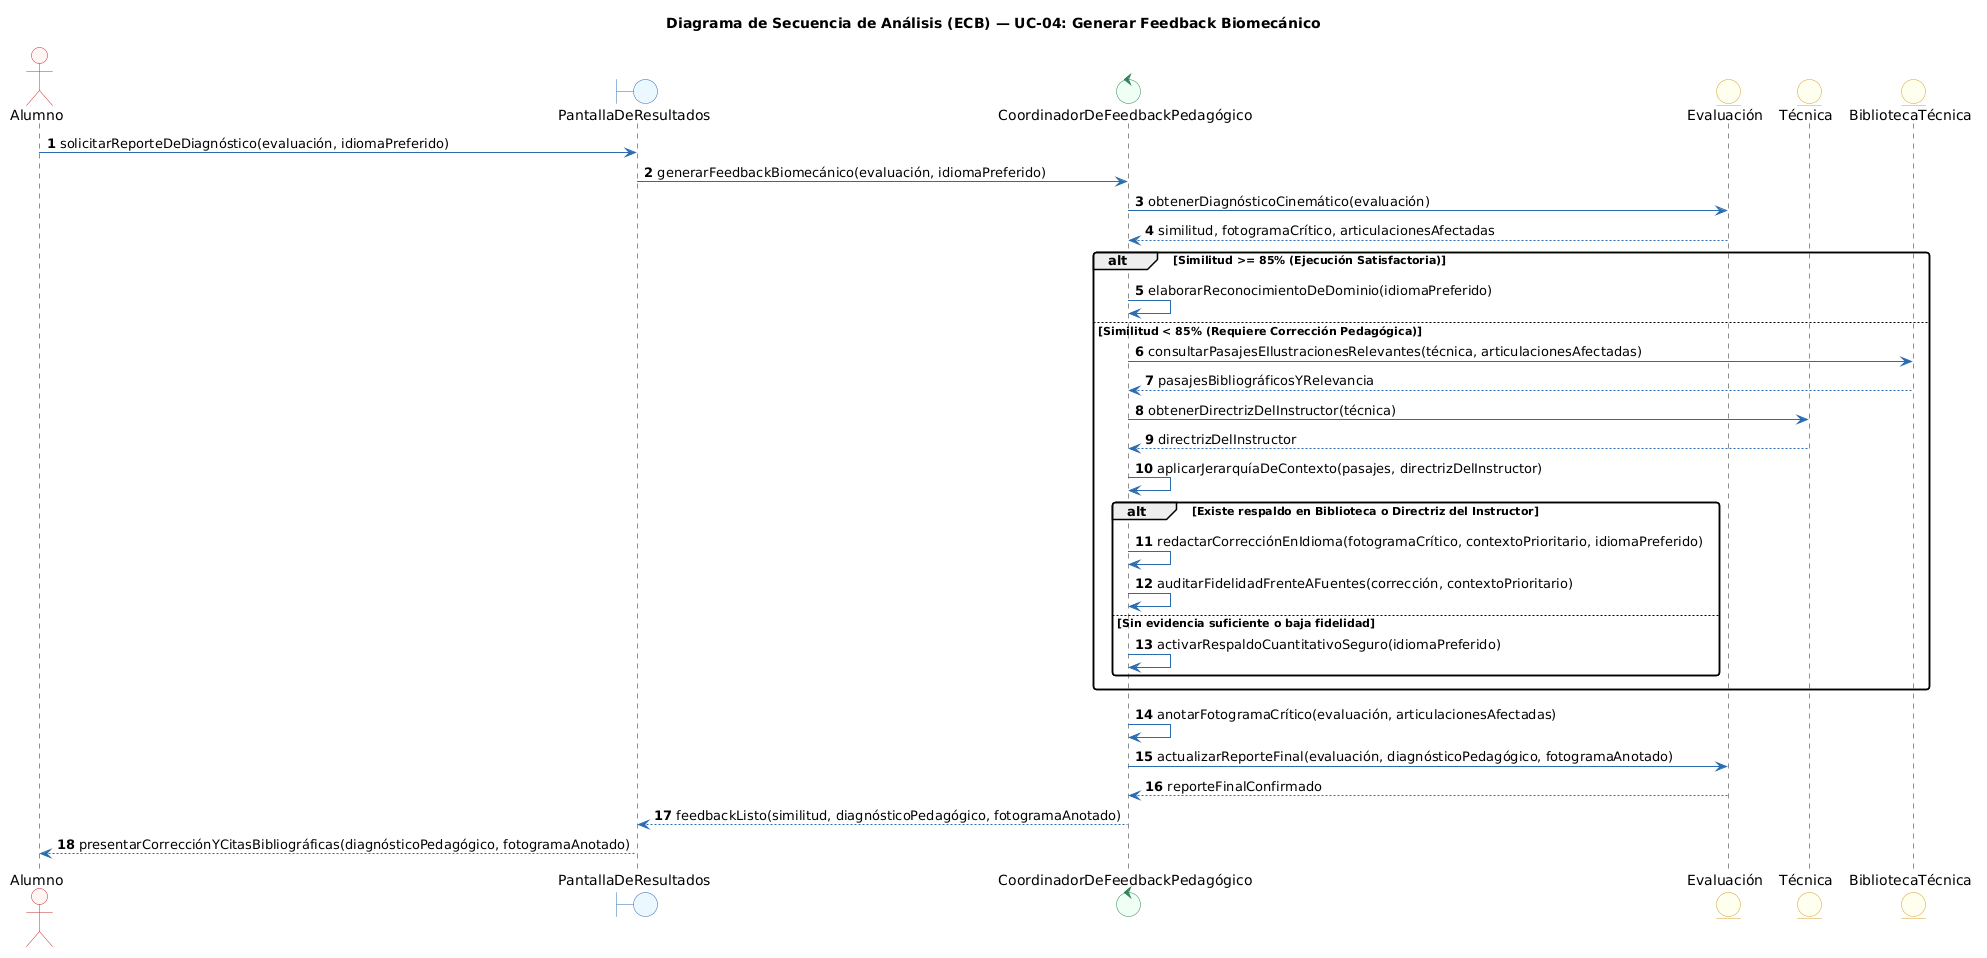 Diagrama de Secuencia de Análisis (ECB) — UC-04: Generar Feedback Biomecánico
Alumno
PantallaDeResultados
CoordinadorDeFeedbackPedagógico
Evaluación
Técnica
BibliotecaTécnica
1 solicitarReporteDeDiagnóstico(evaluación, idiomaPreferido)
2 generarFeedbackBiomecánico(evaluación, idiomaPreferido)
3 obtenerDiagnósticoCinemático(evaluación)
4 similitud, fotogramaCrítico, articulacionesAfectadas
alt [Similitud >= 85% (Ejecución Satisfactoria)]
5 elaborarReconocimientoDeDominio(idiomaPreferido)
[Similitud < 85% (Requiere Corrección Pedagógica)]
6 consultarPasajesEIlustracionesRelevantes(técnica, articulacionesAfectadas)
7 pasajesBibliográficosYRelevancia
8 obtenerDirectrizDelInstructor(técnica)
9 directrizDelInstructor
10 aplicarJerarquíaDeContexto(pasajes, directrizDelInstructor)
alt [Existe respaldo en Biblioteca o Directriz del Instructor]
11 redactarCorrecciónEnIdioma(fotogramaCrítico, contextoPrioritario, idiomaPreferido)
12 auditarFidelidadFrenteAFuentes(corrección, contextoPrioritario)
[Sin evidencia suficiente o baja fidelidad]
13 activarRespaldoCuantitativoSeguro(idiomaPreferido)
14 anotarFotogramaCrítico(evaluación, articulacionesAfectadas)
15 actualizarReporteFinal(evaluación, diagnósticoPedagógico, fotogramaAnotado)
16 reporteFinalConfirmado
17 feedbackListo(similitud, diagnósticoPedagógico, fotogramaAnotado)
18 presentarCorrecciónYCitasBibliográficas(diagnósticoPedagógico, fotogramaAnotado)
Alumno
PantallaDeResultados
CoordinadorDeFeedbackPedagógico
Evaluación
Técnica
BibliotecaTécnica